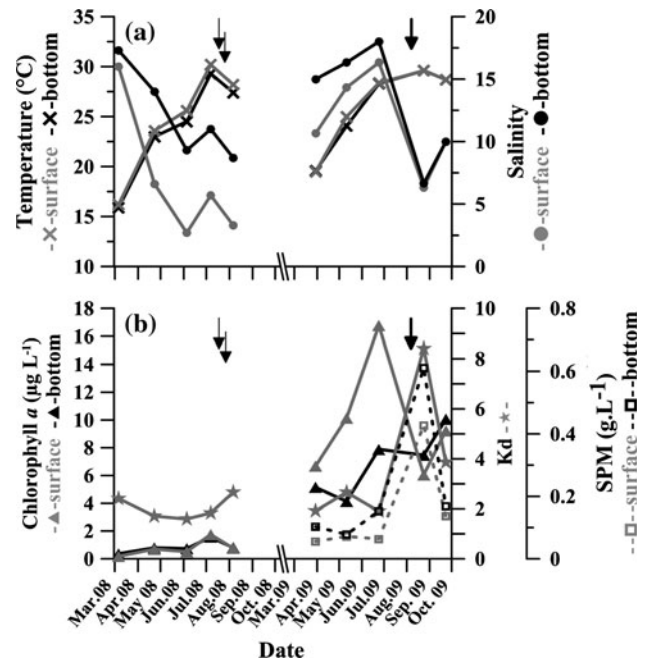 (a)
35
30
25
20
15
10
Temperature (°C)
-×-surface -×-bottom
20
15
10
5
0
Salinity
-●-surface -●-bottom
(b)
18
16
14
12
10
8
6
4
2
0
Chlorophyll a (µg L-1)
-▲-surface -▲-bottom
10
8
6
4
2
0
Kd -★-
0.8
0.6
0.4
0.2
0
SPM (g.L-1)
--□--surface --□--bottom
Mar.08
Apr.08
May 08
Jun.08
Jul.08
Aug.08
Sep.08
Oct. 08
Mar.09
Apr.09
May 09
Jun.09
Jul.09
Aug.09
Sep. 09
Oct. 09
Date